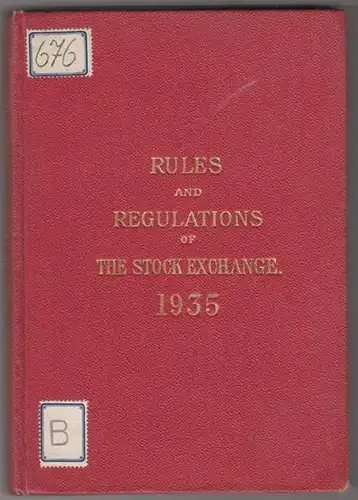 676
RULES
AND
REGULATIONS
OF
THE STOCK EXCHANGE.
1935
B